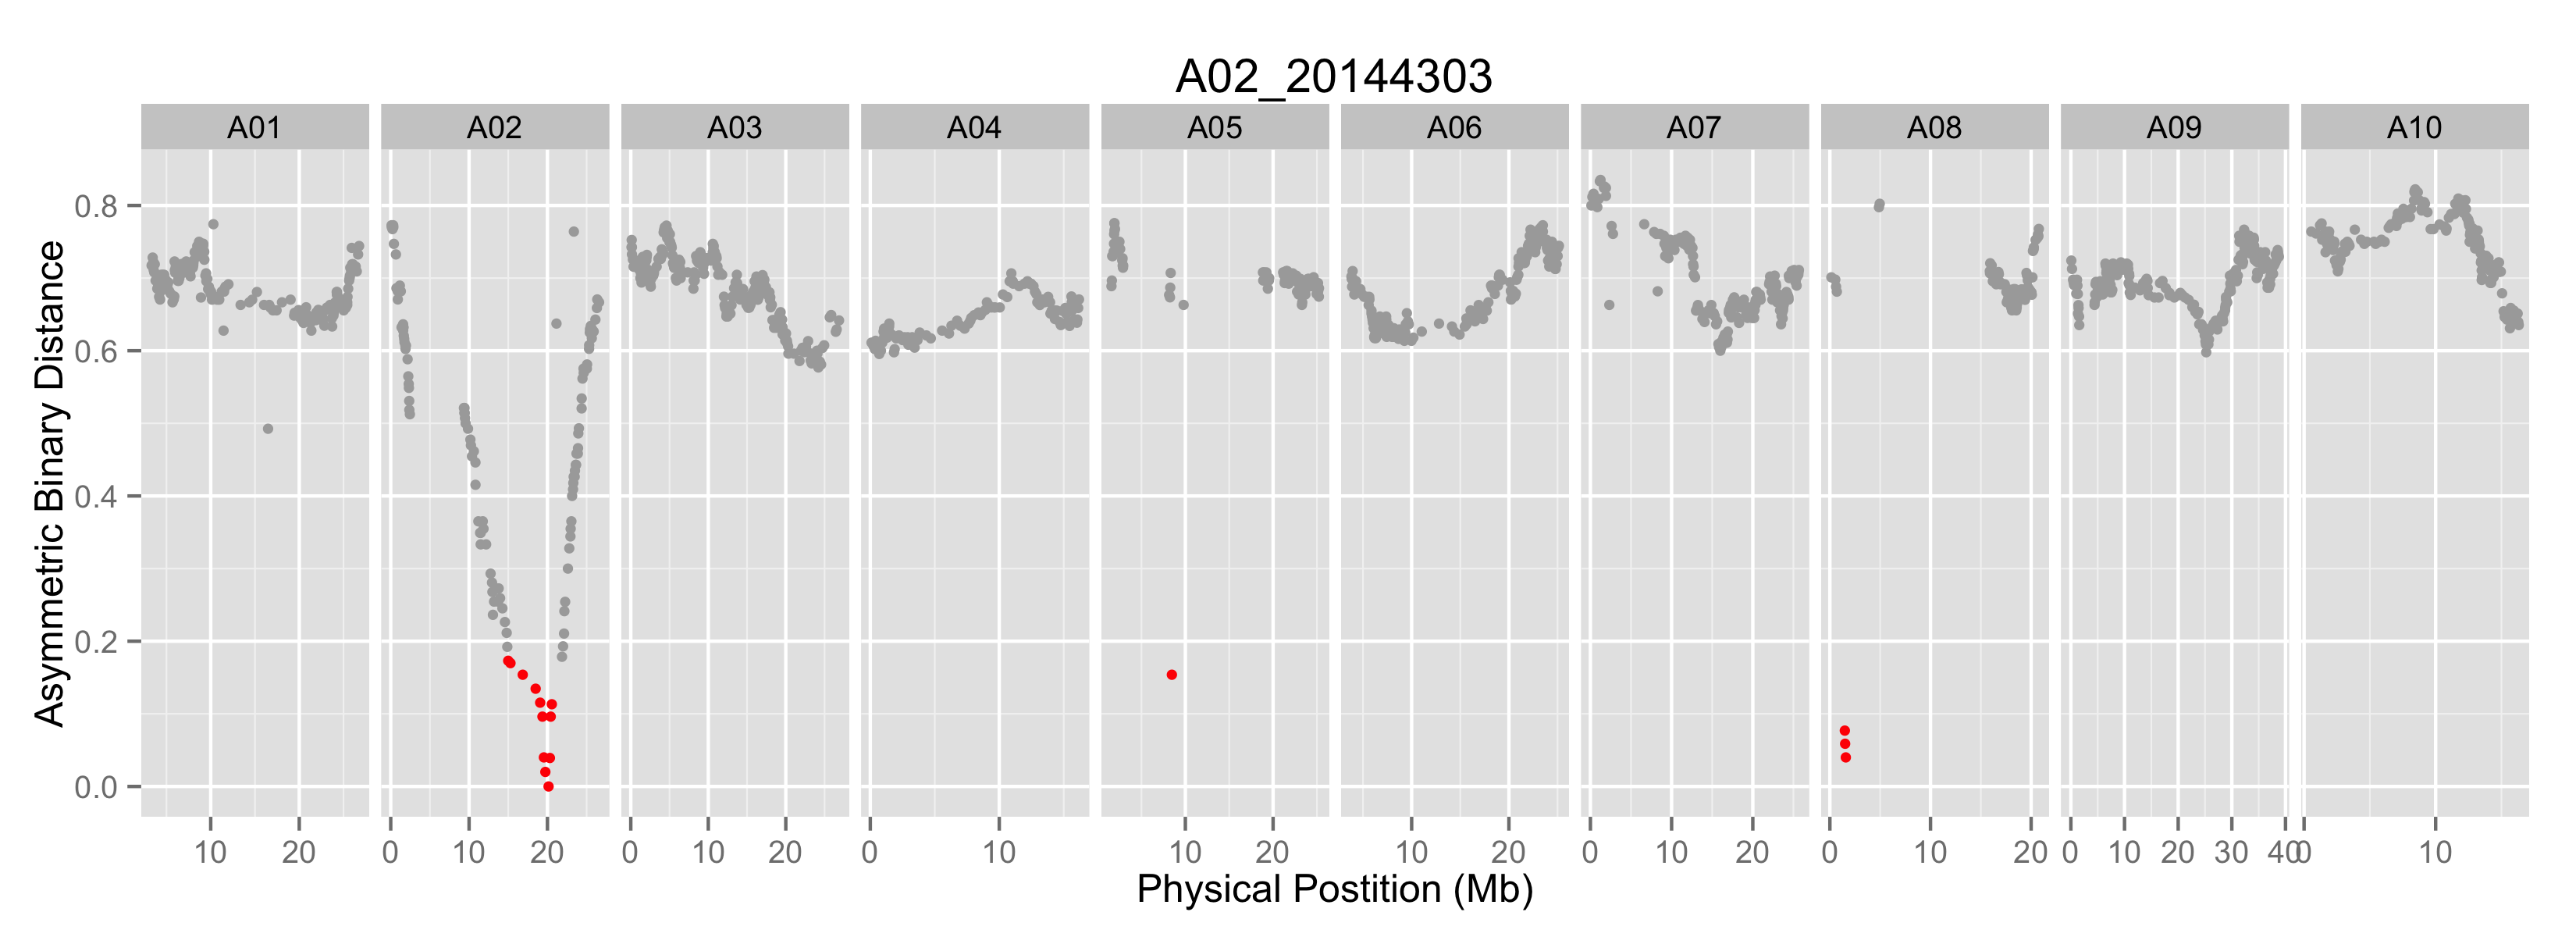 A02_20144303
A01 A02 A03 A04 A05 A06 A07 A08 A09 A10
Asymmetric Binary Distance
0.8
0.6
0.4
0.2
0.0
10 20 0 10 20 0 10 20 0 10 10 20 10 20 0 10 20 0 10 20 0 10 20 30 40 0 10
Physical Postition (Mb)